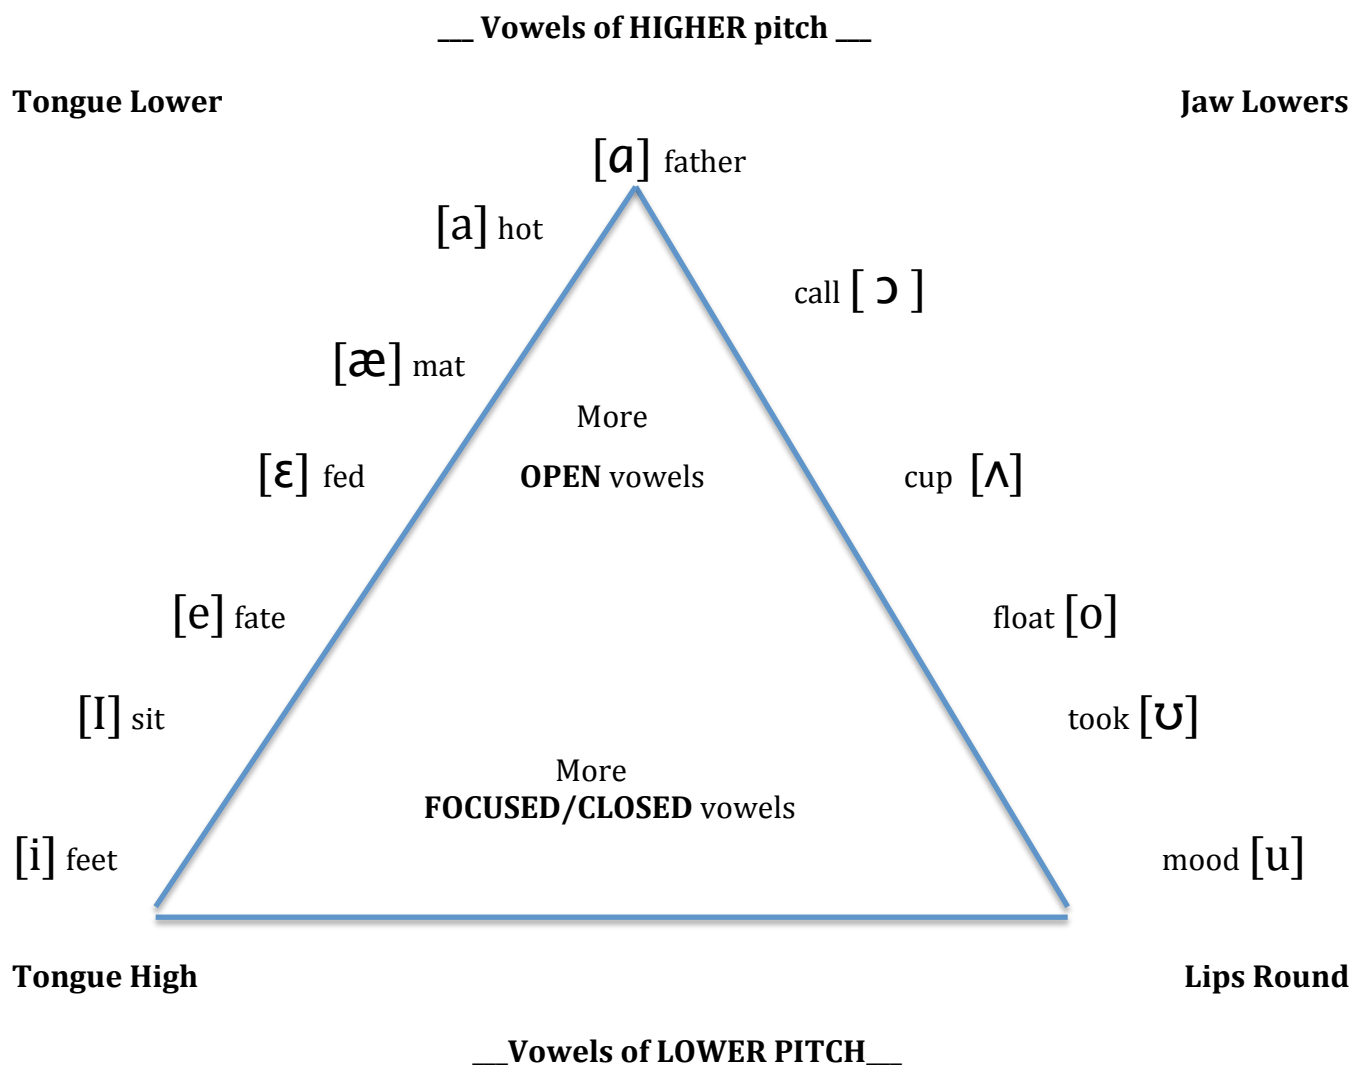 ___ Vowels of HIGHER pitch ___
Tongue Lower
Jaw Lowers
[ɑ] father
[a] hot
call [ ɔ ]
[æ] mat
More
OPEN vowels
[ɛ] fed
cup [ʌ]
[e] fate
float [o]
[I] sit
took [ʊ]
More
FOCUSED/CLOSED vowels
[i] feet
mood [u]
Tongue High
Lips Round
___Vowels of LOWER PITCH___